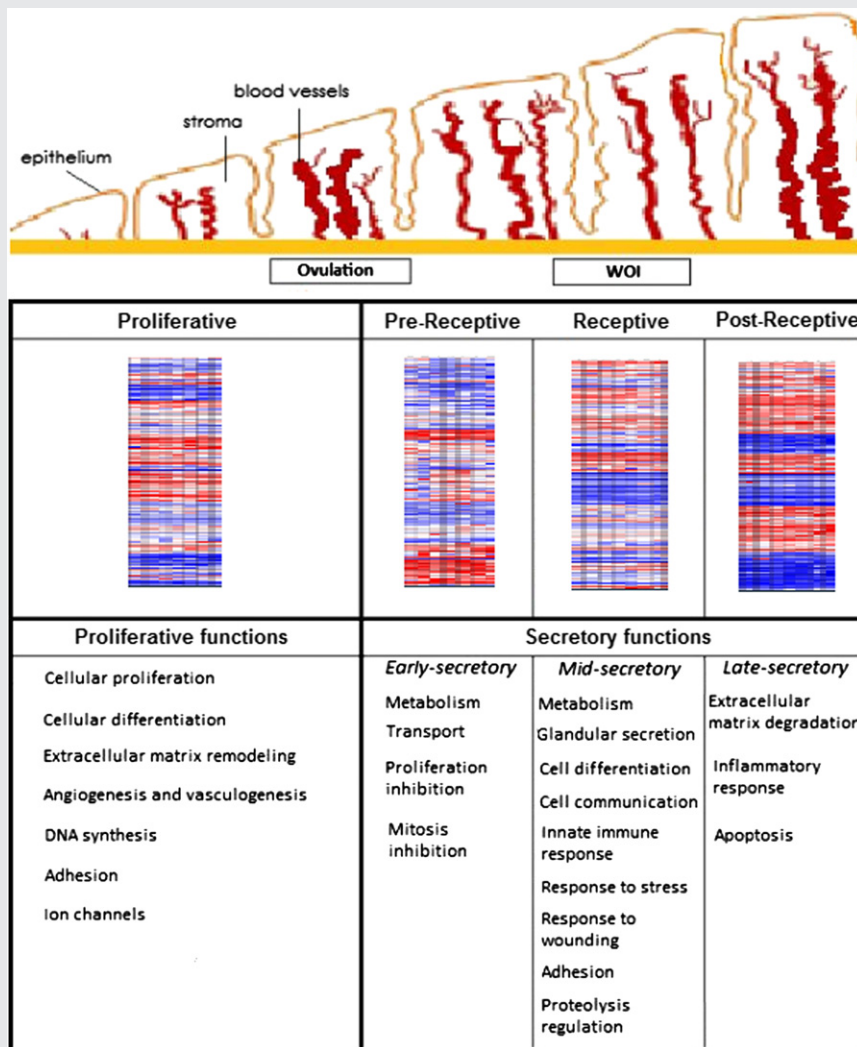 blood vessels
stroma
epithelium
Ovulation
WOI
Proliferative
Pre-Receptive
Receptive
Post-Receptive
Proliferative functions
Secretory functions
Cellular proliferation
Cellular differentiation
Extracellular matrix remodeling
Angiogenesis and vasculogenesis
DNA synthesis
Adhesion
Ion channels
Early-secretory
Metabolism
Transport
Proliferation
inhibition
Mitosis
inhibition
Mid-secretory
Metabolism
Glandular secretion
Cell differentiation
Cell communication
Innate immune
response
Response to stress
Response to
wounding
Adhesion
Proteolysis
regulation
Late-secretory
Extracellular
matrix degradation
Inflammatory
response
Apoptosis